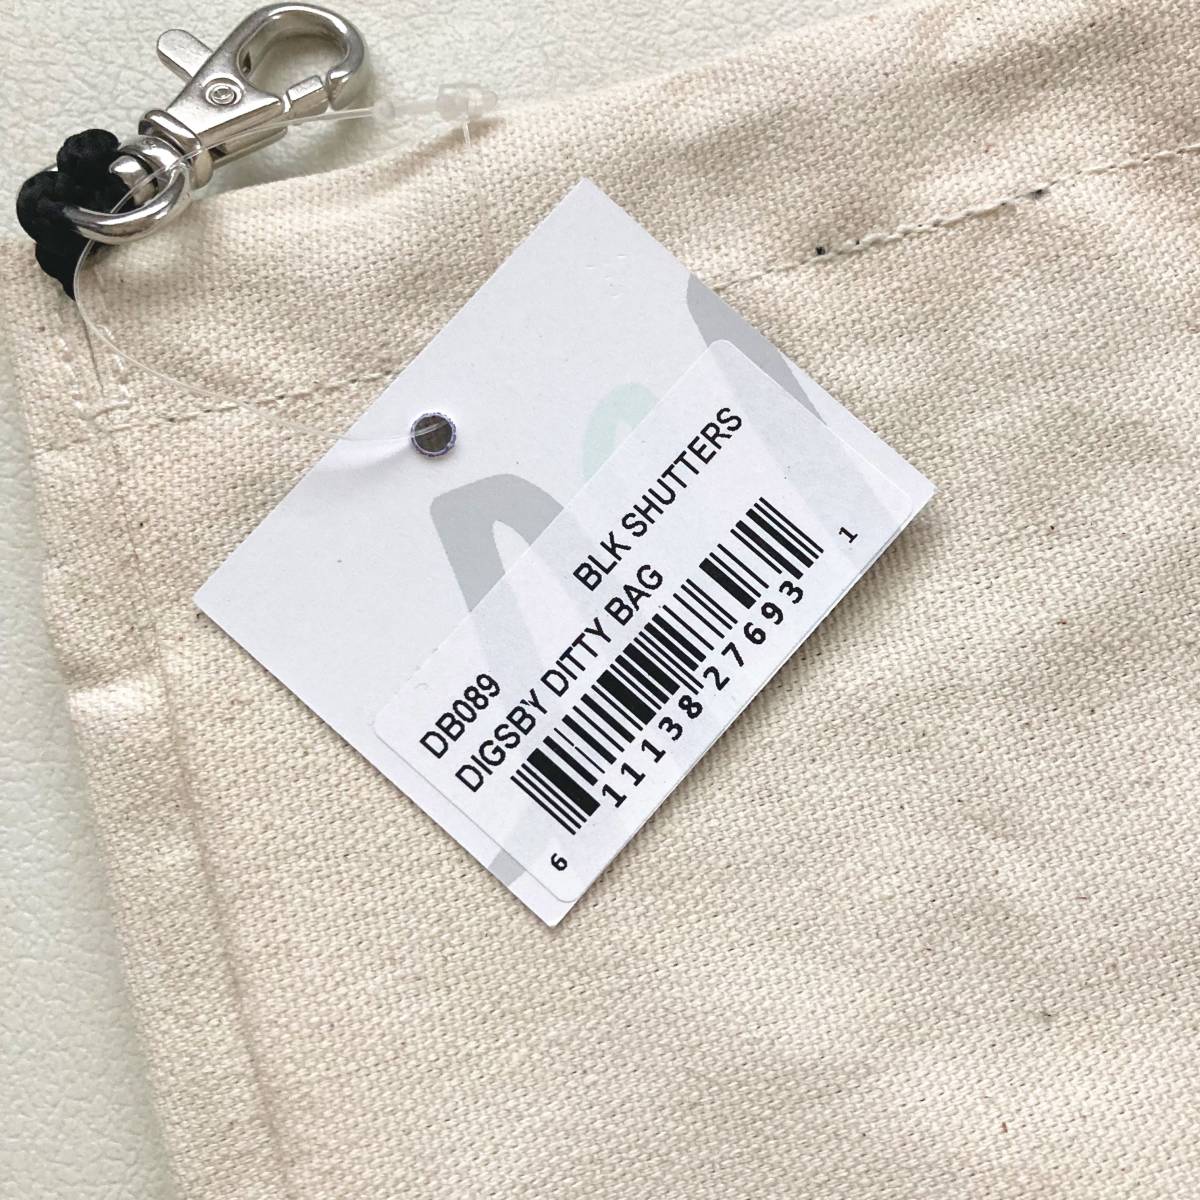 DB089 BLK SHUTTERS
DIGSBY DITTY BAG
6 11138 27693 1